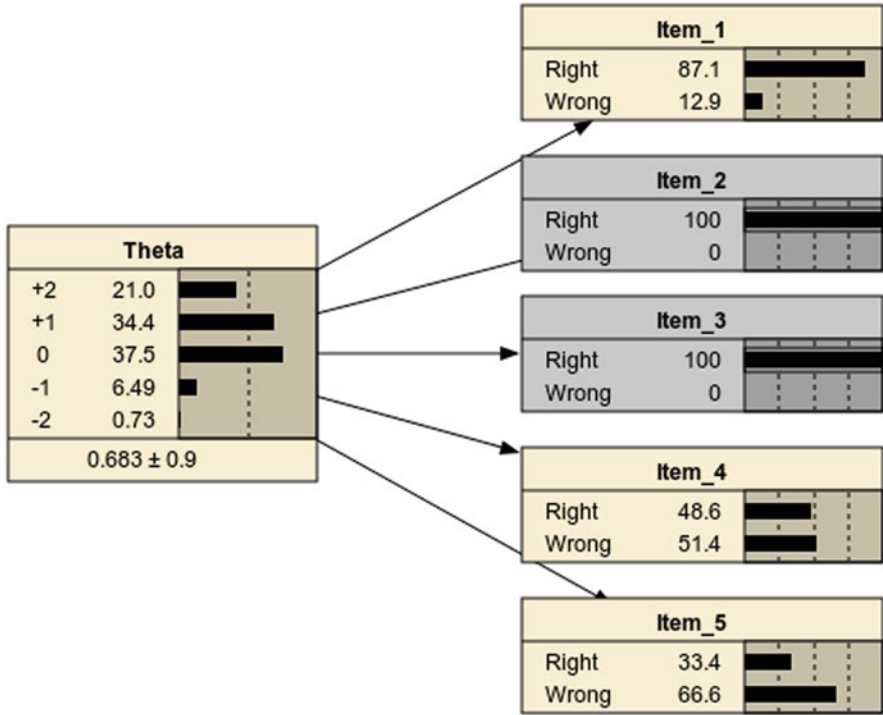 Theta
+2 21.0
+1 34.4
0 37.5
-1 6.49
-2 0.73
0.683 ± 0.9
Item_1
Right 87.1
Wrong 12.9
Item_2
Right 100
Wrong 0
Item_3
Right 100
Wrong 0
Item_4
Right 48.6
Wrong 51.4
Item_5
Right 33.4
Wrong 66.6